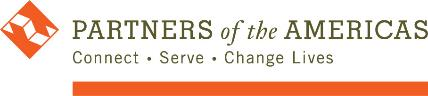 PARTNERS of the AMERICAS
Connect • Serve • Change Lives